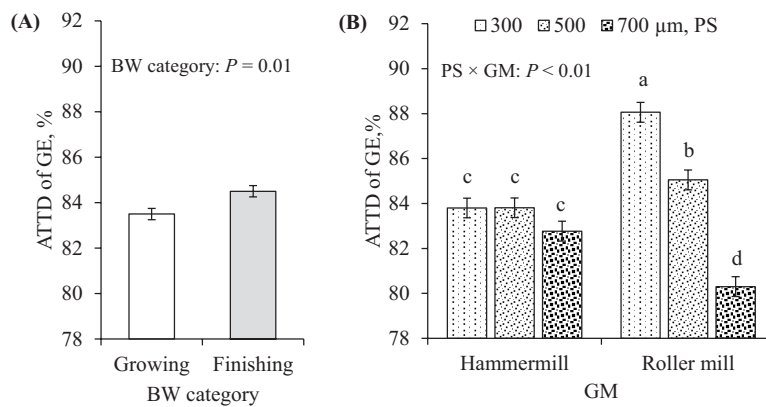 (A)
92
90
88
86
84
82
80
78
ATTD of GE, %
BW category: P = 0.01
Growing Finishing
BW category
(B)
300 500 700 µm, PS
92
90
88
86
84
82
80
78
ATTD of GE,%
PS × GM: P < 0.01
c c c a b d
Hammermill Roller mill
GM